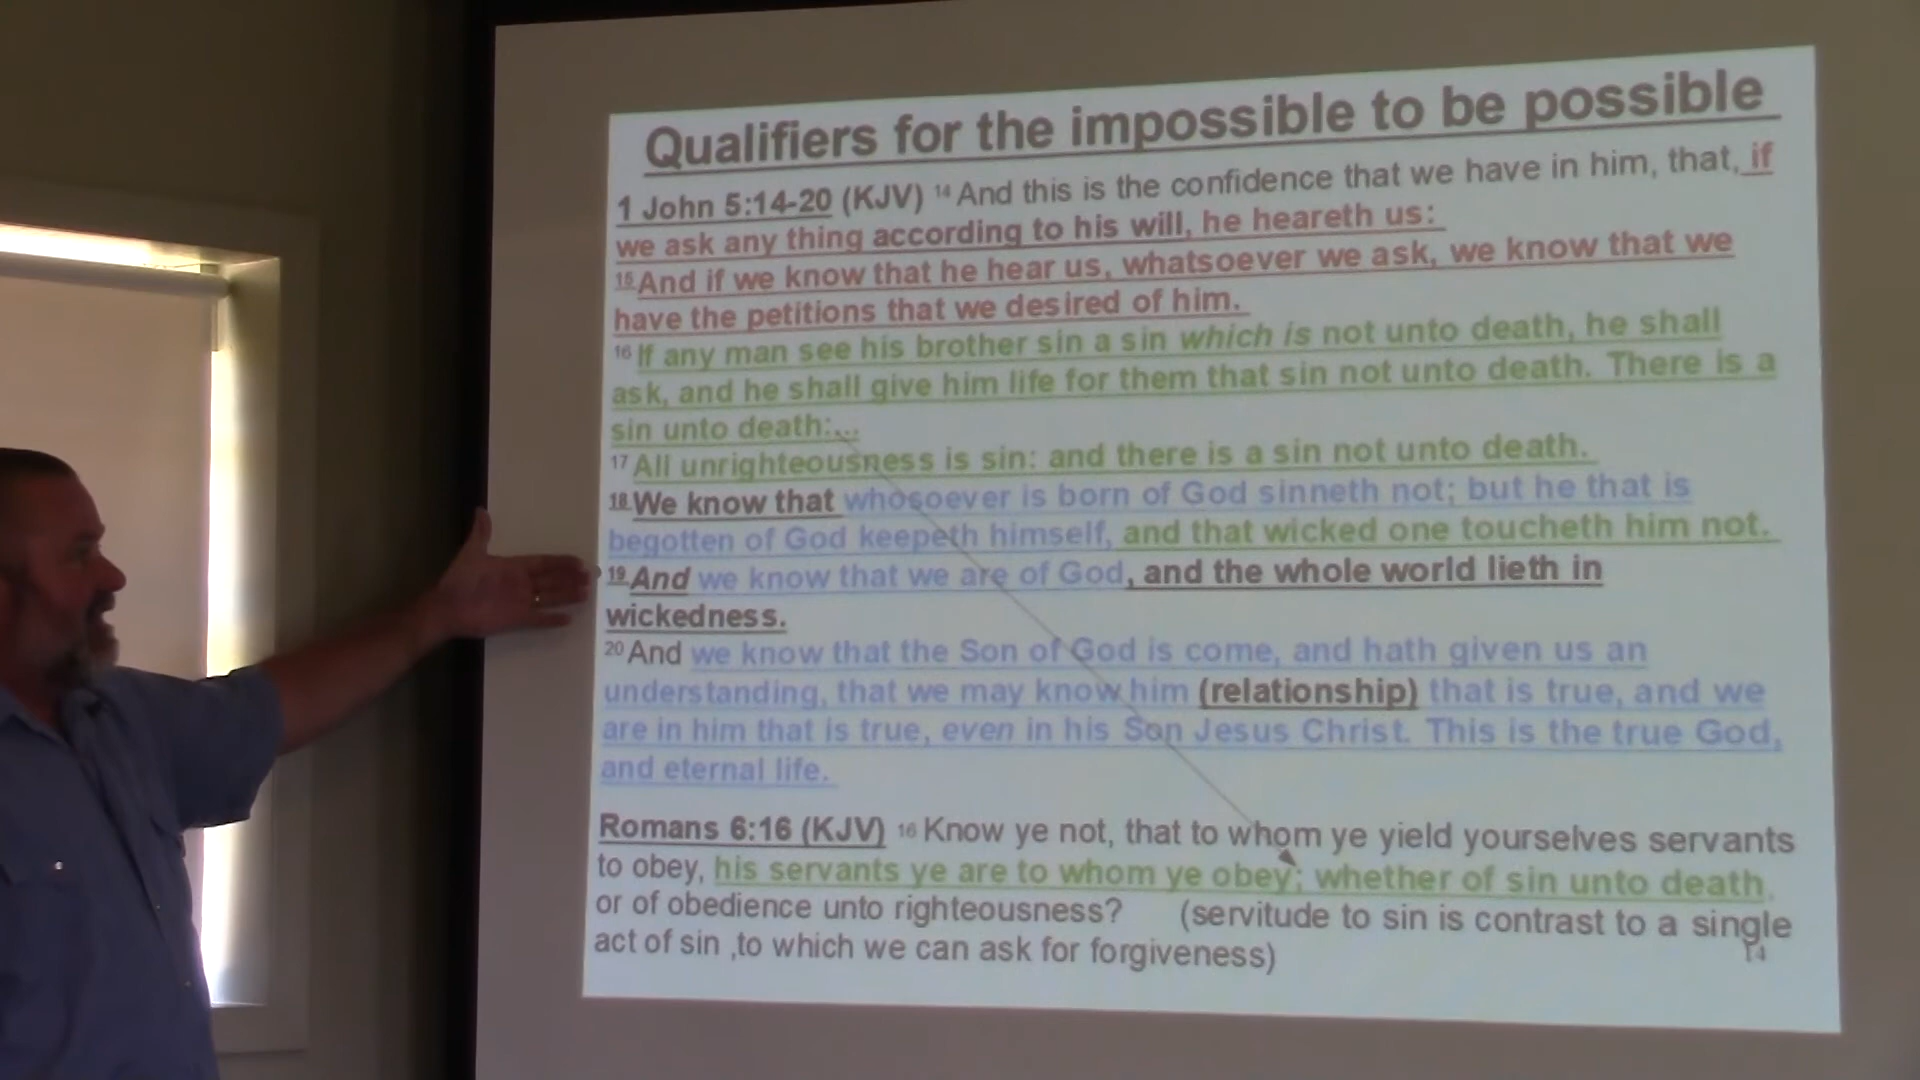 Qualifiers for the impossible to be possible
1 John 5:14-20 (KJV) 14 And this is the confidence that we have in him, that, if
we ask any thing according to his will, he heareth us:
15 And if we know that he hear us, whatsoever we ask, we know that we
have the petitions that we desired of him.
16 If any man see his brother sin a sin which is not unto death, he shall
ask, and he shall give him life for them that sin not unto death. There is a
sin unto death:...
17 All unrighteousness is sin: and there is a sin not unto death.
18 We know that whosoever is born of God sinneth not; but he that is
begotten of God keepeth himself, and that wicked one toucheth him not.
19 And we know that we are of God, and the whole world lieth in
wickedness.
20 And we know that the Son of God is come, and hath given us an
understanding, that we may know him (relationship) that is true, and we
are in him that is true, even in his Son Jesus Christ. This is the true God,
and eternal life.
Romans 6:16 (KJV) 16 Know ye not, that to whom ye yield yourselves servants
to obey, his servants ye are to whom ye obey; whether of sin unto death,
or of obedience unto righteousness? (servitude to sin is contrast to a single
act of sin ,to which we can ask for forgiveness)
14